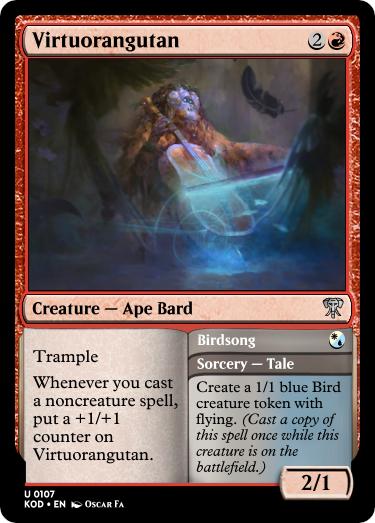 Virtuorangutan 2
Creature — Ape Bard
Trample
Whenever you cast
a noncreature spell,
put a +1/+1
counter on
Virtuorangutan.
Birdsong
Sorcery — Tale
Create a 1/1 blue Bird
creature token with
flying. (Cast a copy of
this spell once while this
creature is on the
battlefield.)
2/1
U 0107
KOD • EN Oscar Fa